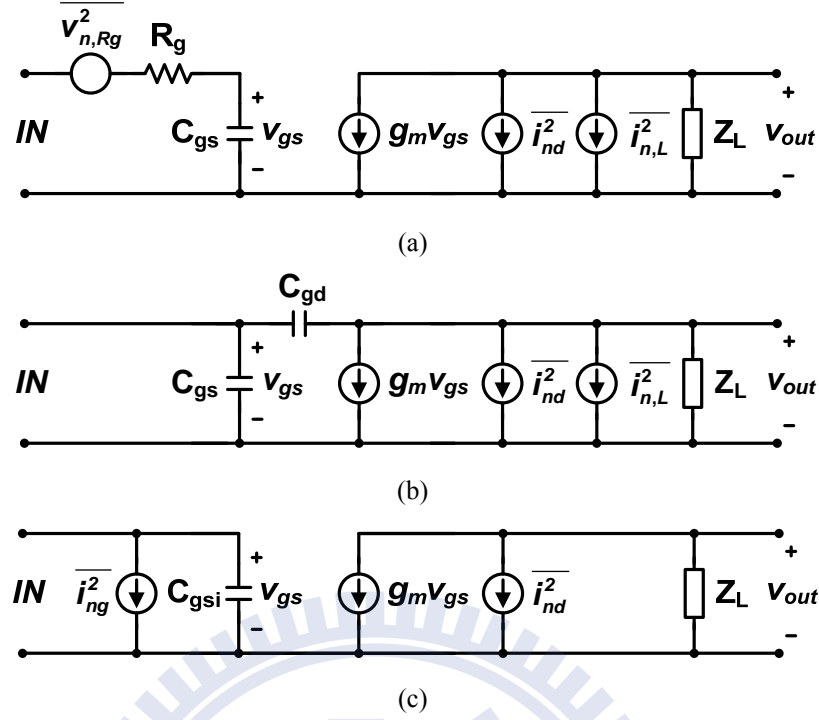 v²n,Rg
Rg
+
IN Cgs vgs gmvgs i²nd i²n,L ZL vout
-
(a)
Cgd
+
IN Cgs vgs gmvgs i²nd i²n,L ZL vout
-
(b)
+
IN i²ng Cgsi vgs gmvgs i²nd ZL vout
-
(c)